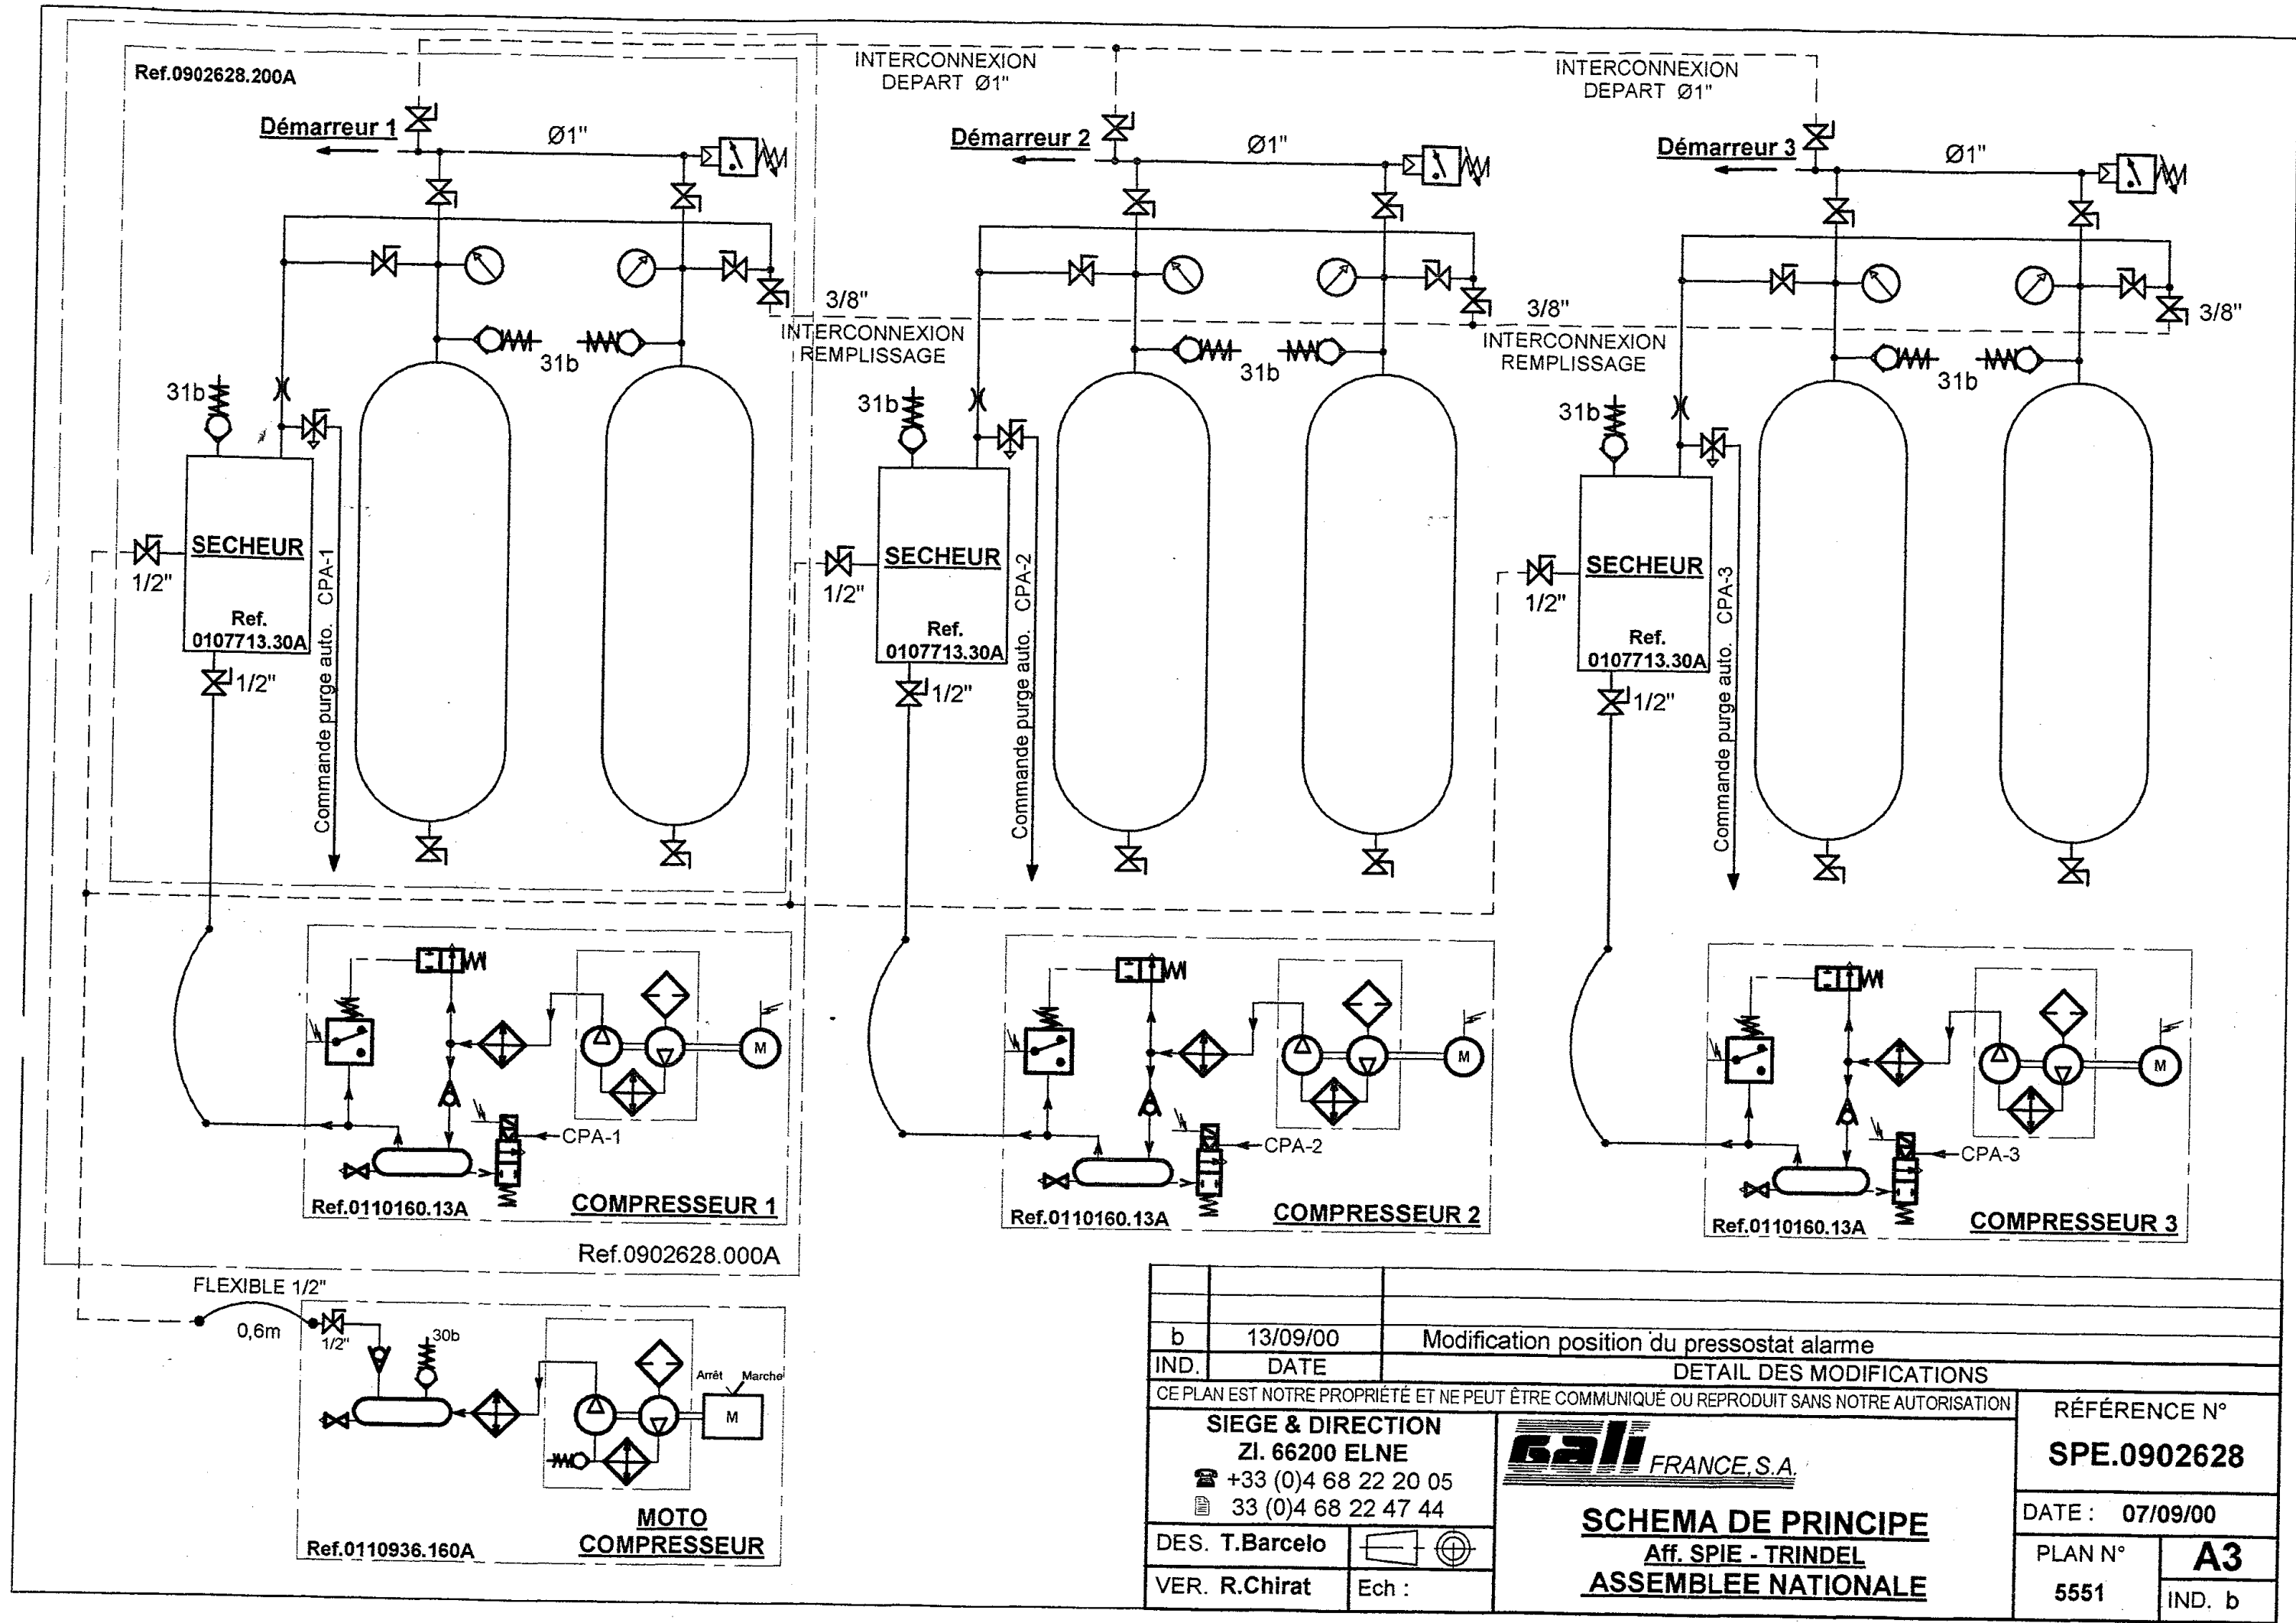 Ref.0902628.200A
INTERCONNEXION
DEPART Ø1"
INTERCONNEXION
DEPART Ø1"
Démarreur 1
Ø1"
Démarreur 2
Ø1"
Démarreur 3
Ø1"
3/8"
INTERCONNEXION
REMPLISSAGE
3/8"
INTERCONNEXION
REMPLISSAGE
3/8"
31b
31b
31b
31b
31b
31b
SECHEUR
1/2"
Ref.
0107713.30A
1/2"
Commande purge auto. CPA-1
SECHEUR
1/2"
Ref.
0107713.30A
1/2"
Commande purge auto. CPA-2
SECHEUR
1/2"
Ref.
0107713.30A
1/2"
Commande purge auto. CPA-3
M
CPA-1
Ref.0110160.13A
COMPRESSEUR 1
M
CPA-2
Ref.0110160.13A
COMPRESSEUR 2
M
CPA-3
Ref.0110160.13A
COMPRESSEUR 3
Ref.0902628.000A
FLEXIBLE 1/2"
0,6m
1/2"
30b
Arrêt Marche
M
MOTO
COMPRESSEUR
Ref.0110936.160A
b 13/09/00 Modification position du pressostat alarme
IND. DATE DETAIL DES MODIFICATIONS
CE PLAN EST NOTRE PROPRIÉTÉ ET NE PEUT ÊTRE COMMUNIQUÉ OU REPRODUIT SANS NOTRE AUTORISATION
SIEGE & DIRECTION
ZI. 66200 ELNE
☎ +33 (0)4 68 22 20 05
33 (0)4 68 22 47 44
DES. T.Barcelo
VER. R.Chirat
Ech :
Gali FRANCE,S.A.
SCHEMA DE PRINCIPE
Aff. SPIE - TRINDEL
ASSEMBLEE NATIONALE
RÉFÉRENCE N°
SPE.0902628
DATE : 07/09/00
PLAN N°
5551
A3
IND. b